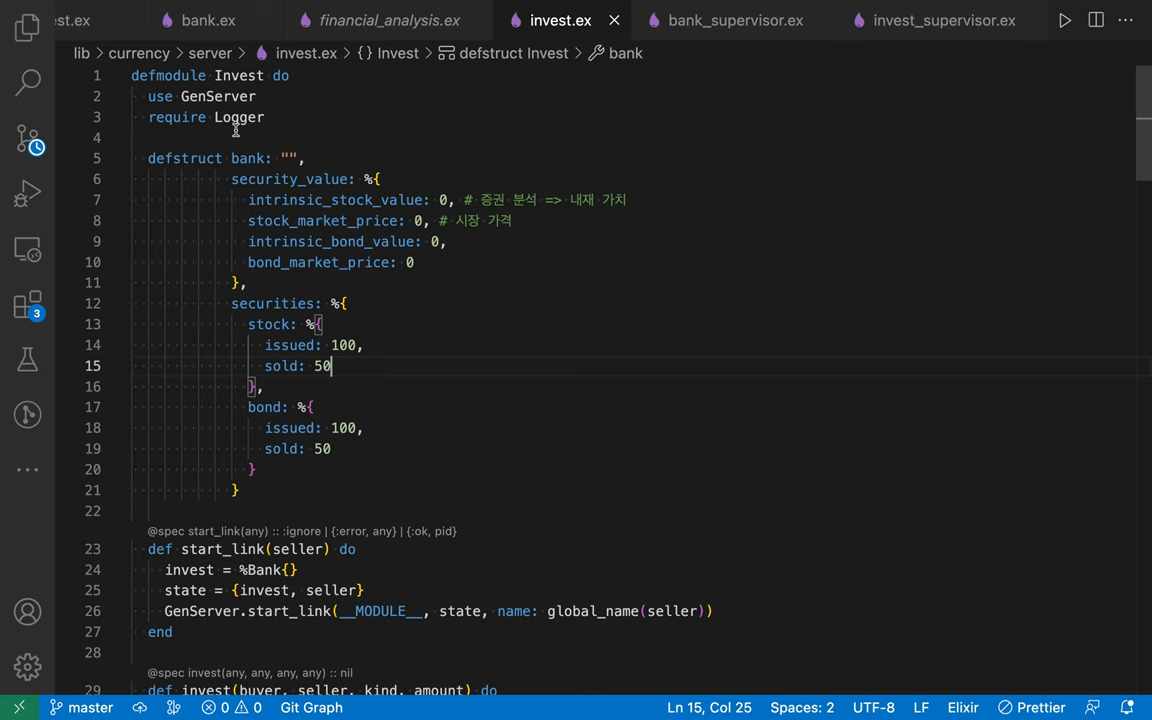 est.ex bank.ex financial_analysis.ex invest.ex bank_supervisor.ex invest_supervisor.ex
lib > currency > server > invest.ex > {} Invest > defstruct Invest > bank
1 defmodule Invest do
2 use GenServer
3 require Logger
4
5 defstruct bank: "",
6 security_value: %{
7 intrinsic_stock_value: 0, # 증권 분석 => 내재 가치
8 stock_market_price: 0, # 시장 가격
9 intrinsic_bond_value: 0,
10 bond_market_price: 0
11 },
12 securities: %{
13 stock: %{
14 issued: 100,
15 sold: 50
16 },
17 bond: %{
18 issued: 100,
19 sold: 50
20 }
21 }
22
@spec start_link(any) :: :ignore | {:error, any} | {:ok, pid}
23 def start_link(seller) do
24 invest = %Bank{}
25 state = {invest, seller}
26 GenServer.start_link(__MODULE__, state, name: global_name(seller))
27 end
28
@spec invest(any, any, any, any) :: nil
29 def invest(buyer, seller, kind, amount) do
3
master 0 0 Git Graph Ln 15, Col 25 Spaces: 2 UTF-8 LF Elixir Prettier